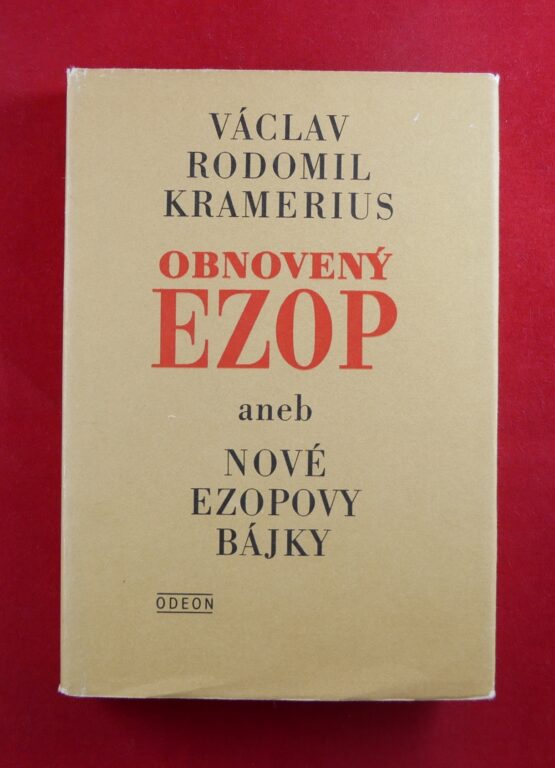 VÁCLAV
RODOMIL
KRAMERIUS
OBNOVENÝ
EZOP
aneb
NOVÉ
EZOPOVY
BÁJKY
ODEON